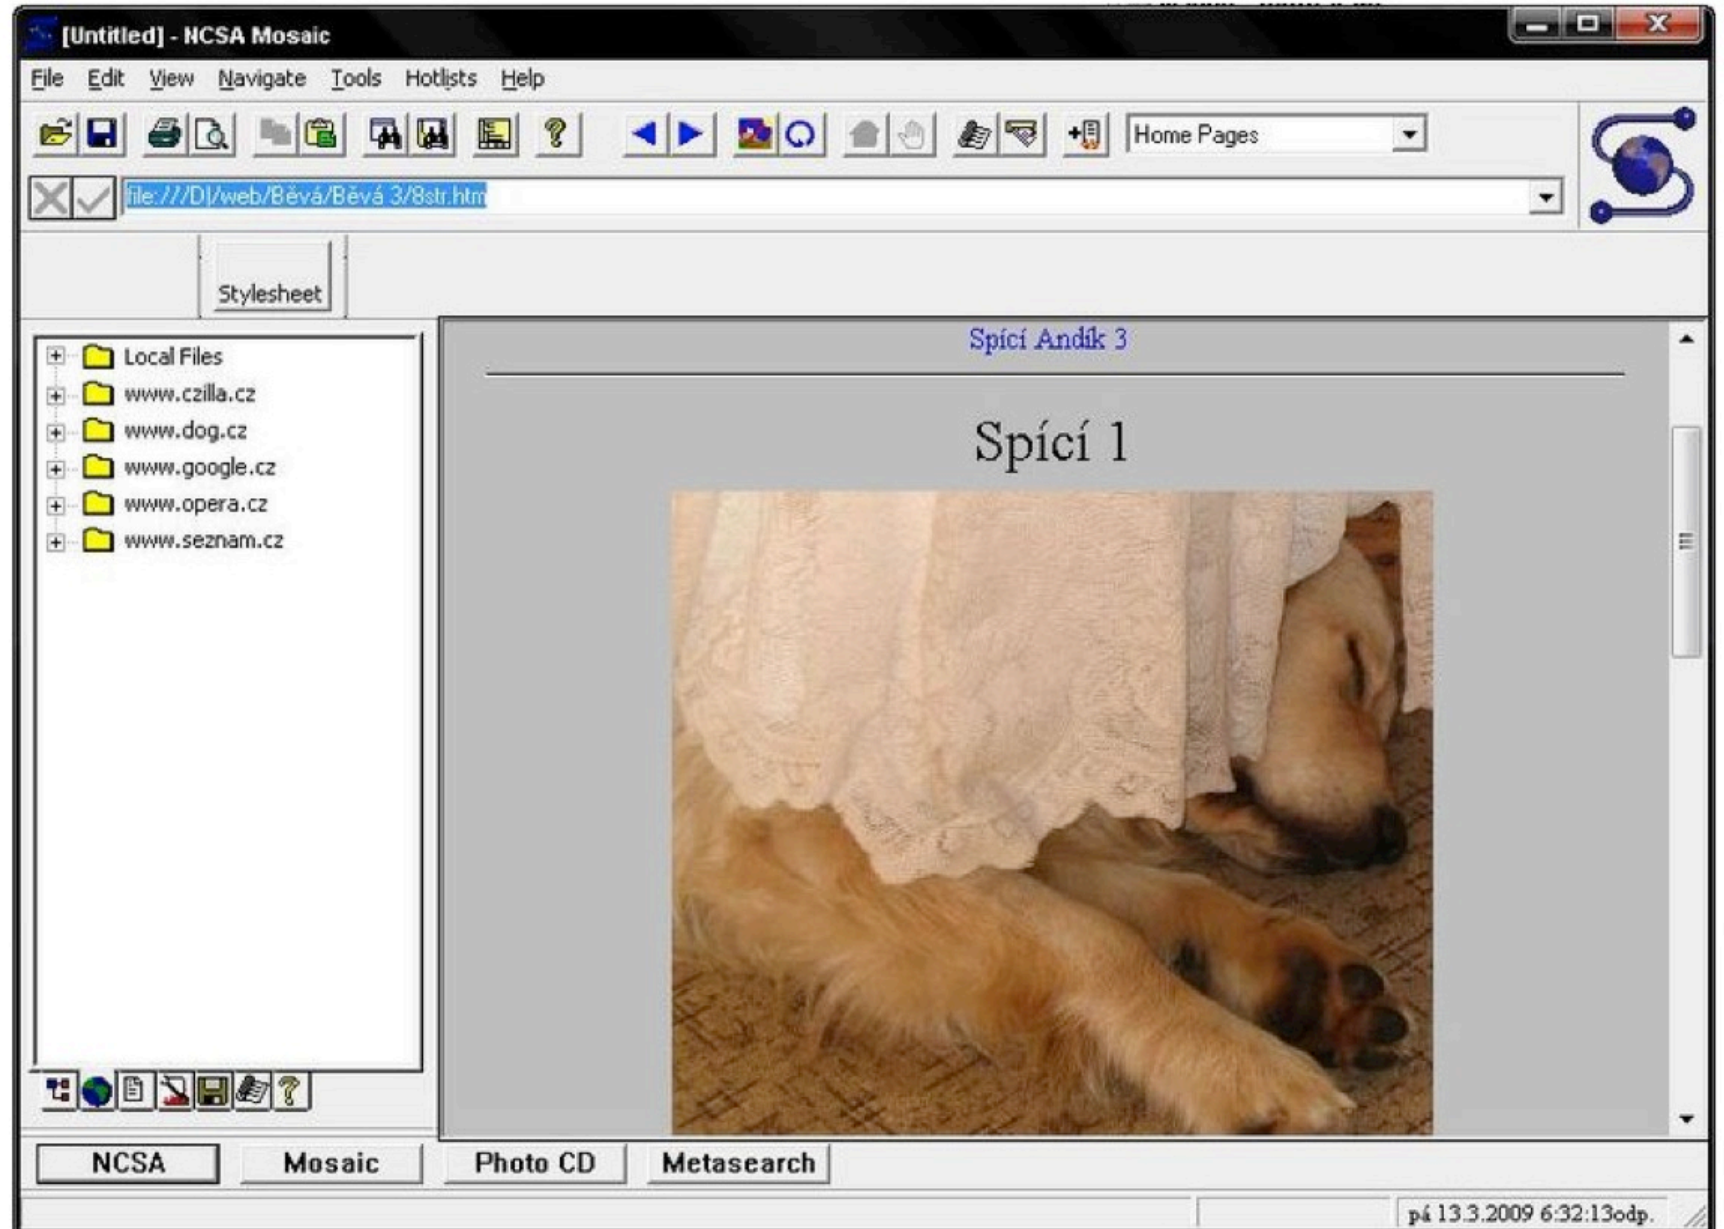 [Untitled] - NCSA Mosaic
File Edit View Navigate Tools Hotlists Help
Home Pages
file:///D|/web/Běvá/Běvá 3/8str.htm
Stylesheet
Local Files
www.czilla.cz
www.dog.cz
www.google.cz
www.opera.cz
www.seznam.cz
Spící Andík 3
Spící 1
NCSA Mosaic Photo CD Metasearch
pá 13.3.2009 6:32:13odp.